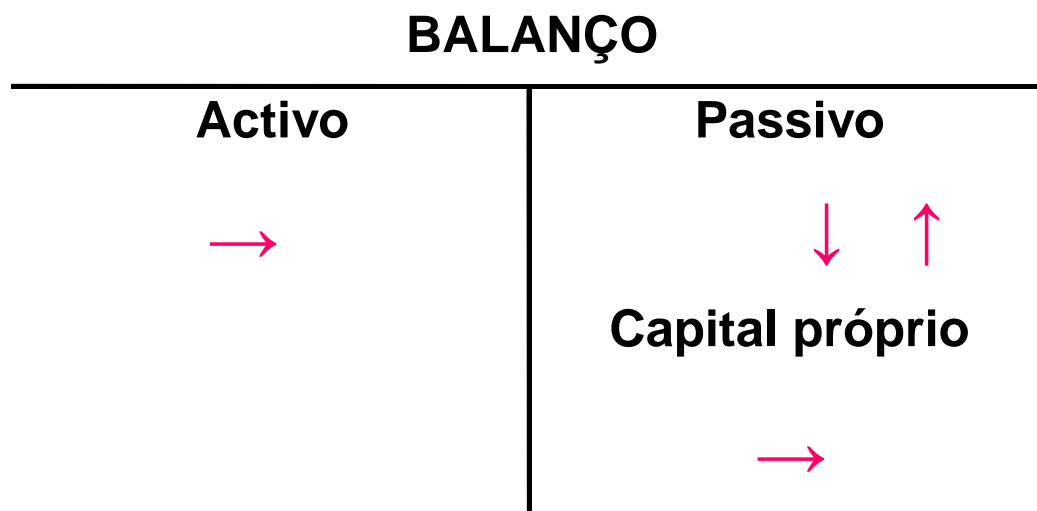 BALANÇO
Activo
Passivo
→
↓ ↑
Capital próprio
→